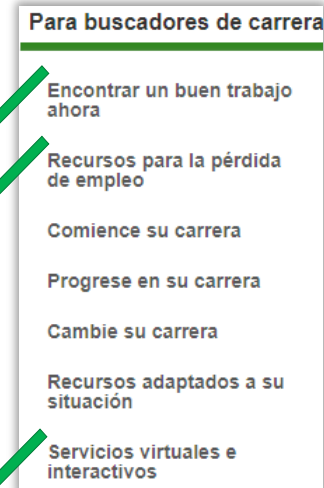 Para buscadores de carrera
Encontrar un buen trabajo
ahora
Recursos para la pérdida
de empleo
Comience su carrera
Progrese en su carrera
Cambie su carrera
Recursos adaptados a su
situación
Servicios virtuales e
interactivos